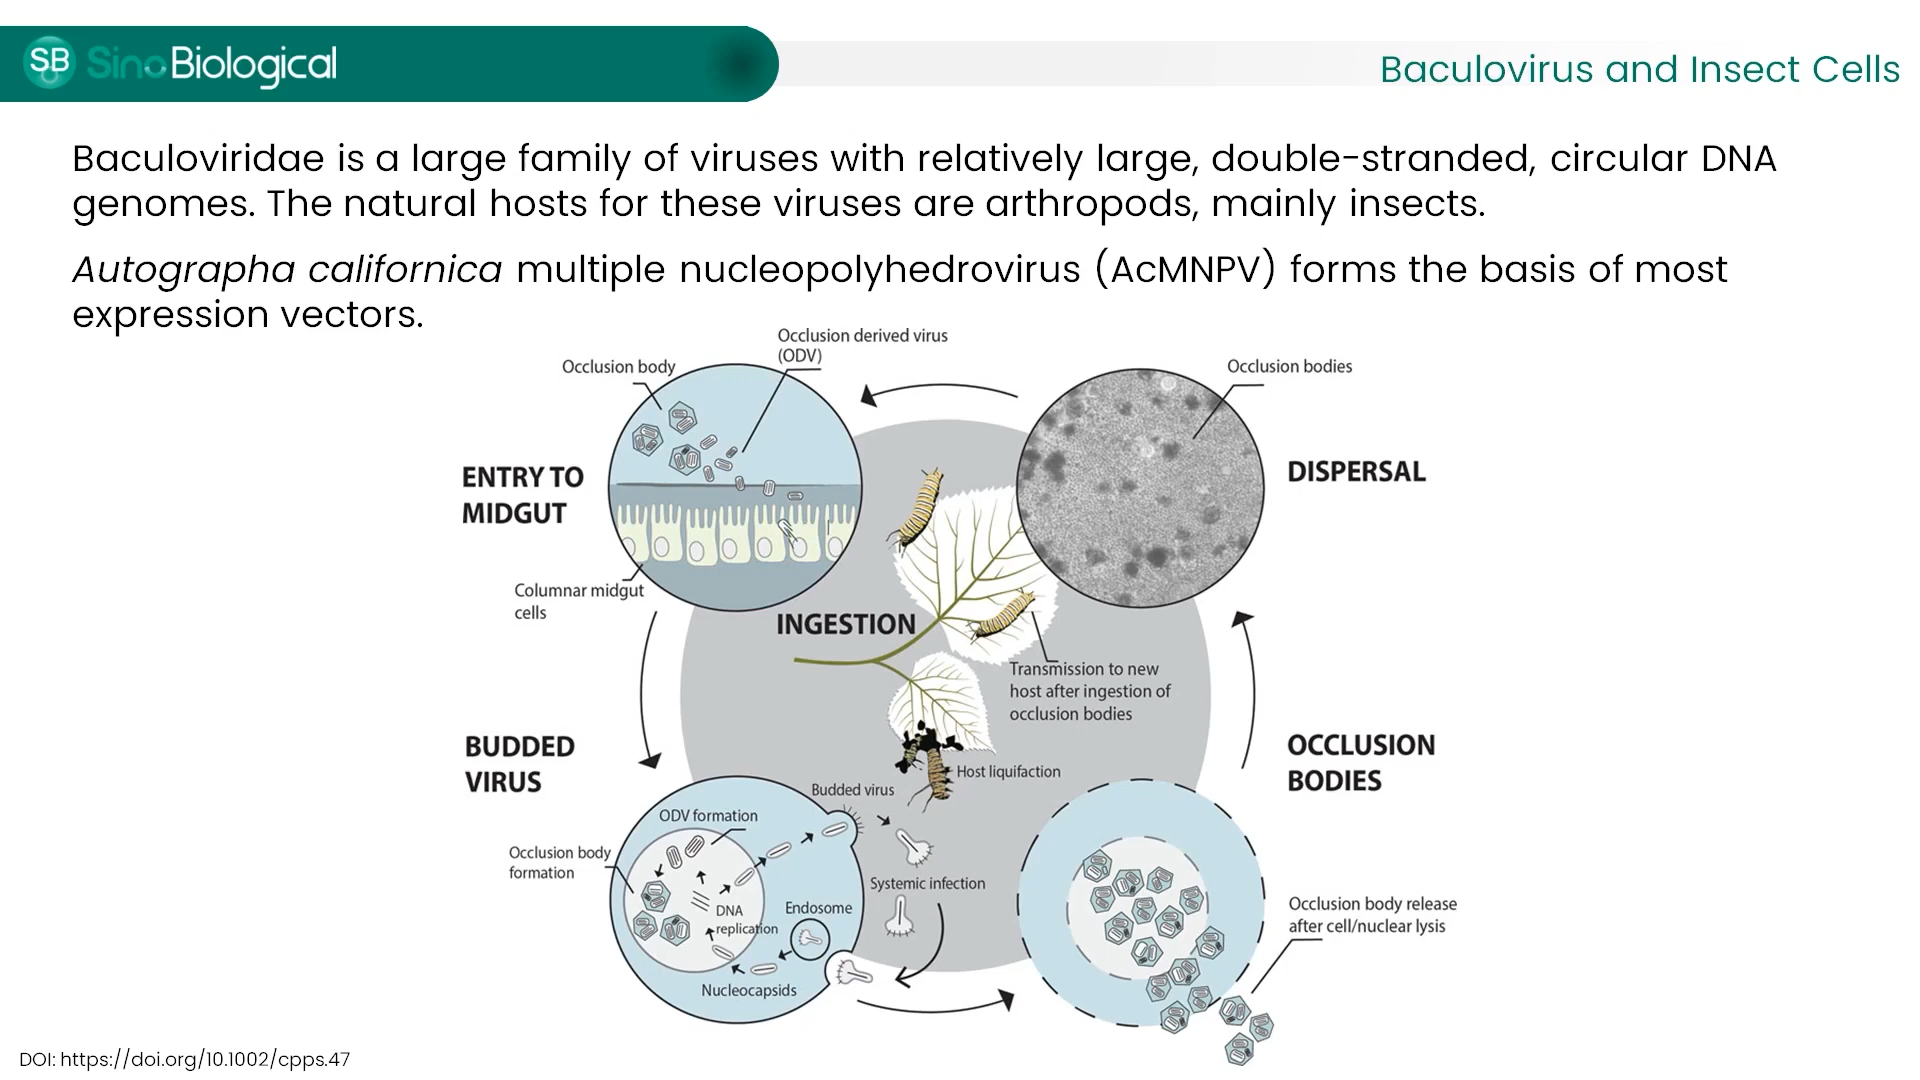 SB SinoBiological
Baculovirus and Insect Cells
Baculoviridae is a large family of viruses with relatively large, double-stranded, circular DNA
genomes. The natural hosts for these viruses are arthropods, mainly insects.
Autographa californica multiple nucleopolyhedrovirus (AcMNPV) forms the basis of most
expression vectors.
Occlusion derived virus
(ODV)
Occlusion body
Occlusion bodies
ENTRY TO
MIDGUT
DISPERSAL
Columnar midgut
cells
INGESTION
Transmission to new
host after ingestion of
occlusion bodies
BUDDED
VIRUS
OCCLUSION
BODIES
Host liquifaction
Budded virus
ODV formation
Occlusion body
formation
Systemic infection
DNA
replication
Endosome
Nucleocapsids
Occlusion body release
after cell/nuclear lysis
DOI: https://doi.org/10.1002/cpps.47